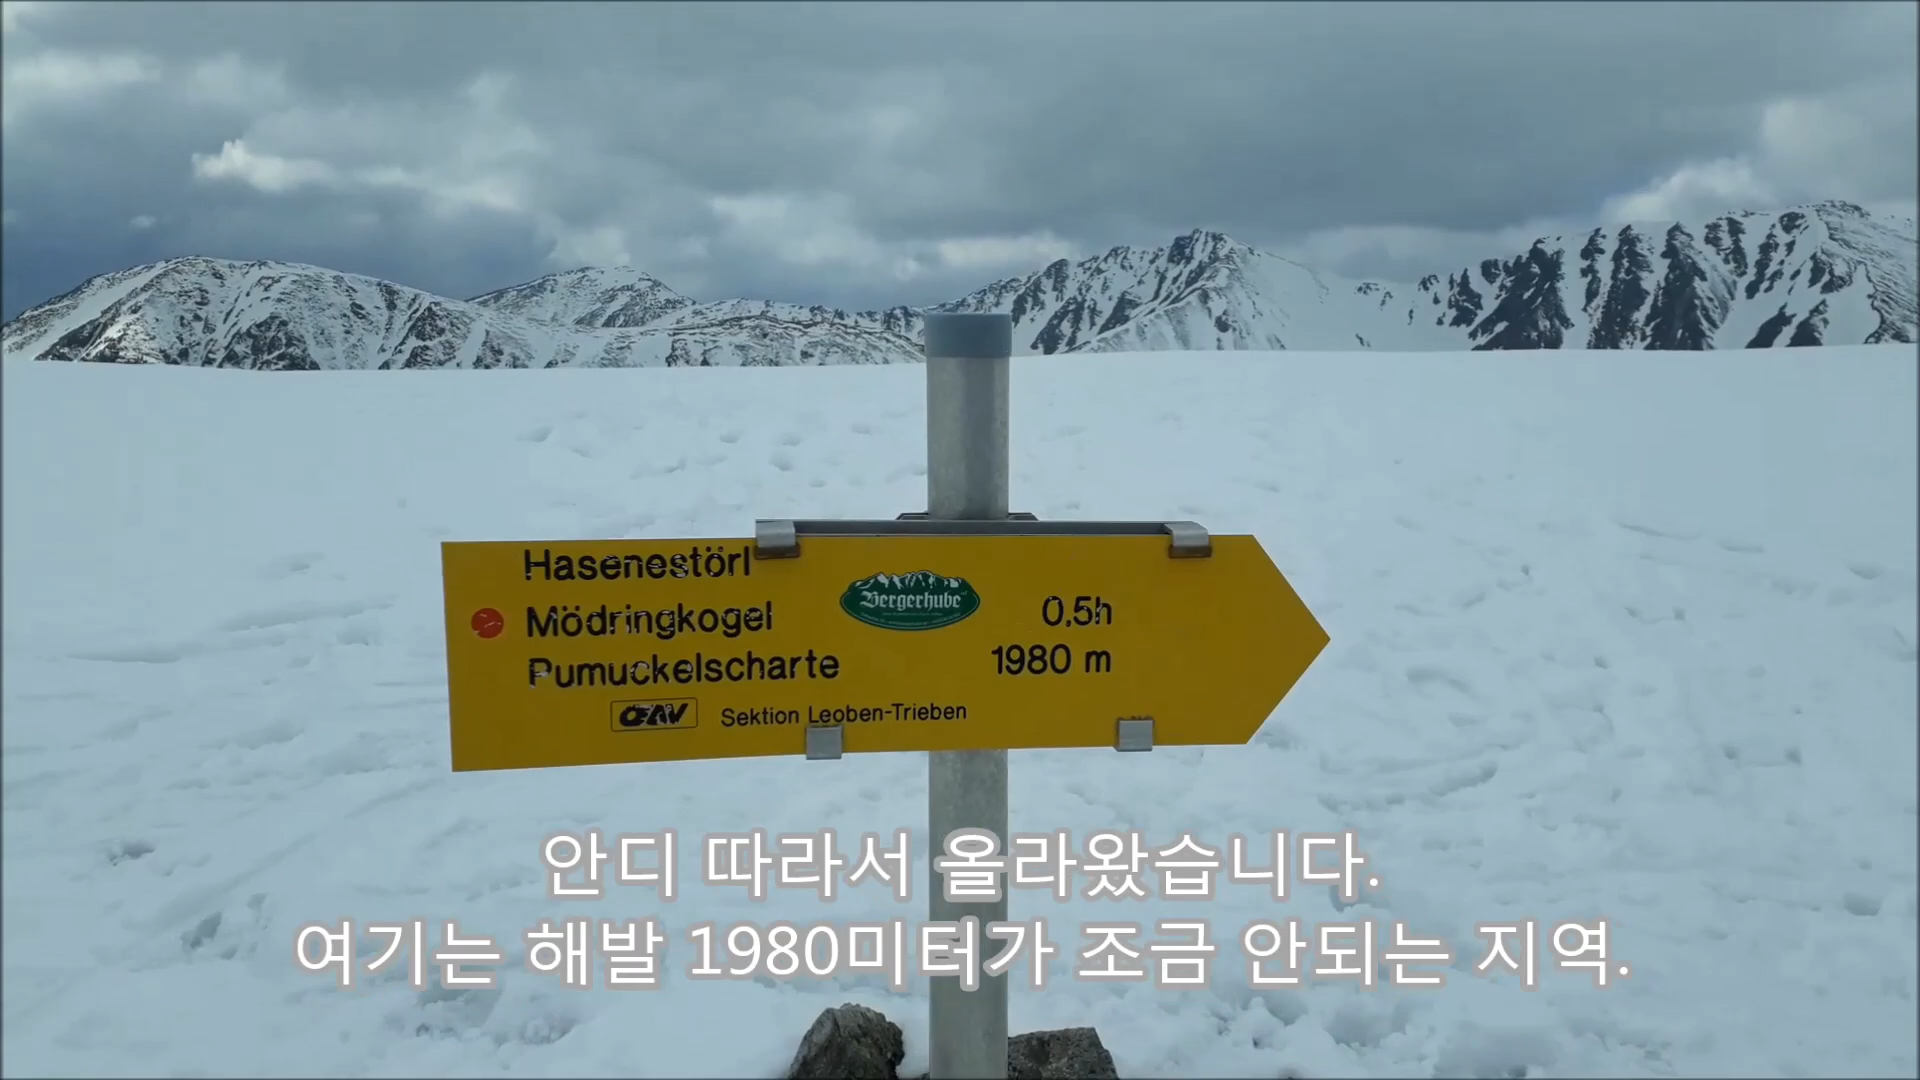 Hasenestörl
Mödringkogel
Bergerhube
0.5h
Pumuckelscharte
1980 m
OEAV
Sektion Leoben-Trieben
안디 따라서 올라왔습니다.
여기는 해발 1980미터가 조금 안되는 지역.